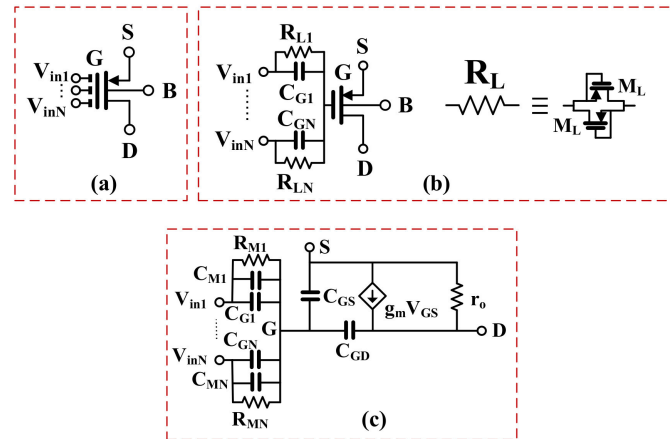 S
G
V_in1
V_inN
B
D
(a)
R_L1
S
G
V_in1
C_G1
B
C_GN
V_inN
D
R_LN
R_L
M_L
M_L
(b)
R_M1
S
C_M1
V_in1
C_G1
C_GS
g_mV_GS
r_o
G
D
C_GN
C_GD
V_inN
C_MN
R_MN
(c)